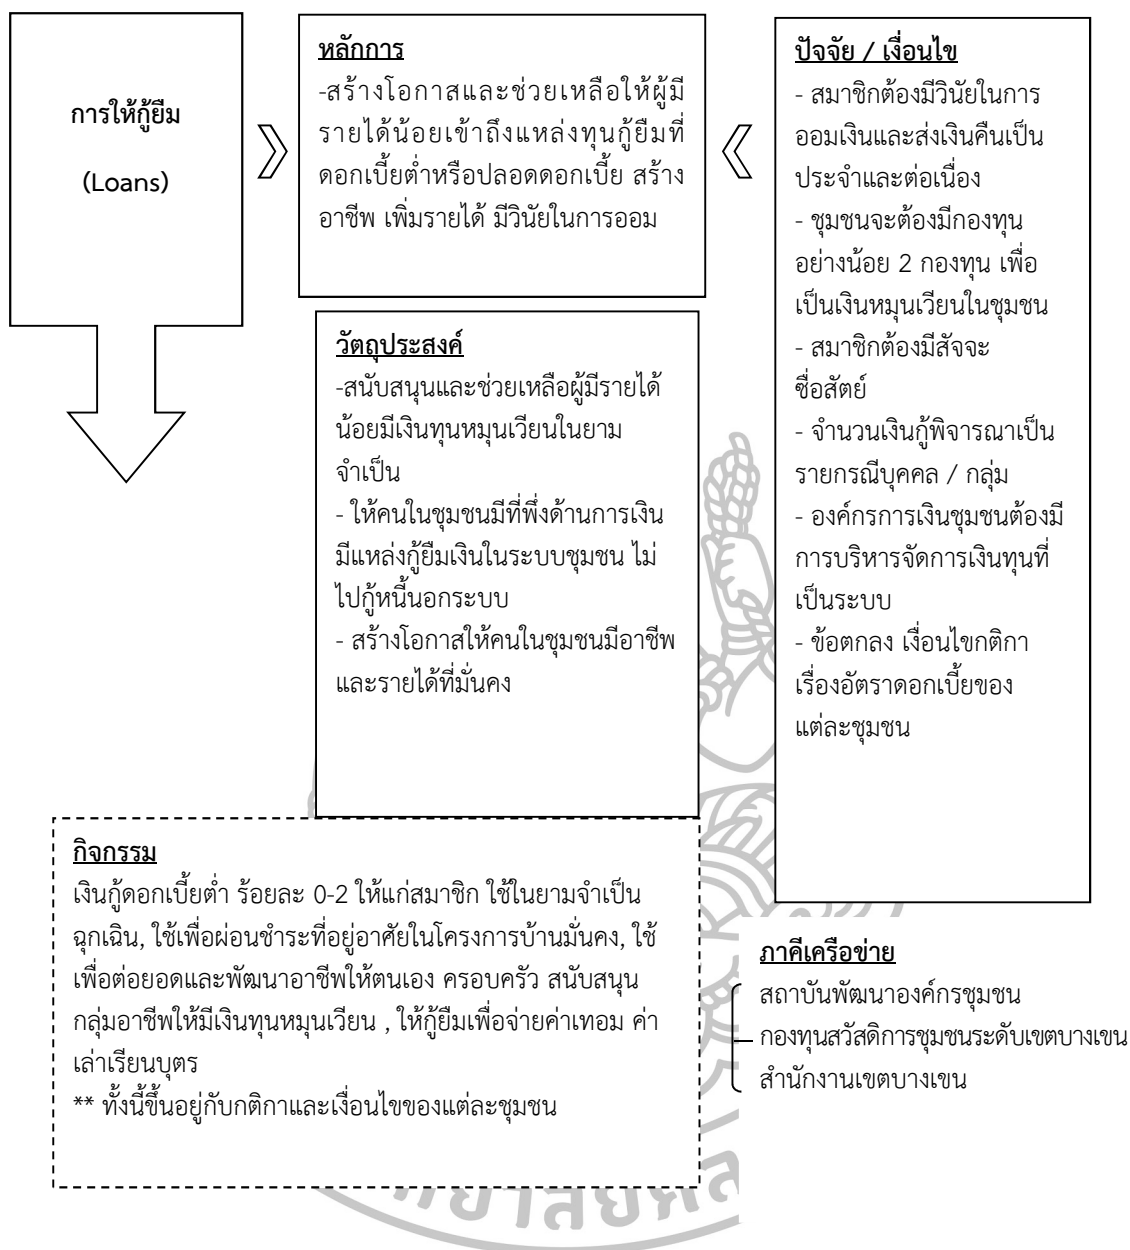 การให้กู้ยืม
(Loans)
หลักการ
-สร้างโอกาสและช่วยเหลือให้ผู้มี
รายได้น้อยเข้าถึงแหล่งทุนกู้ยืมที่
ดอกเบี้ยต่ำหรือปลอดดอกเบี้ย สร้าง
อาชีพ เพิ่มรายได้ มีวินัยในการออม
วัตถุประสงค์
-สนับสนุนและช่วยเหลือผู้มีรายได้
น้อยมีเงินทุนหมุนเวียนในยาม
จำเป็น
- ให้คนในชุมชนมีที่พึ่งด้านการเงิน
มีแหล่งกู้ยืมเงินในระบบชุมชน ไม่
ไปกู้หนี้นอกระบบ
- สร้างโอกาสให้คนในชุมชนมีอาชีพ
และรายได้ที่มั่นคง
ปัจจัย / เงื่อนไข
- สมาชิกต้องมีวินัยในการ
ออมเงินและส่งเงินคืนเป็น
ประจำและต่อเนื่อง
- ชุมชนจะต้องมีกองทุน
อย่างน้อย 2 กองทุน เพื่อ
เป็นเงินหมุนเวียนในชุมชน
- สมาชิกต้องมีสัจจะ
ซื่อสัตย์
- จำนวนเงินกู้พิจารณาเป็น
รายกรณีบุคคล / กลุ่ม
- องค์กรการเงินชุมชนต้องมี
การบริหารจัดการเงินทุนที่
เป็นระบบ
- ข้อตกลง เงื่อนไขกติกา
เรื่องอัตราดอกเบี้ยของ
แต่ละชุมชน
กิจกรรม
เงินกู้ดอกเบี้ยต่ำ ร้อยละ 0-2 ให้แก่สมาชิก ใช้ในยามจำเป็น
ฉุกเฉิน, ใช้เพื่อผ่อนชำระที่อยู่อาศัยในโครงการบ้านมั่นคง, ใช้
เพื่อต่อยอดและพัฒนาอาชีพให้ตนเอง ครอบครัว สนับสนุน
กลุ่มอาชีพให้มีเงินทุนหมุนเวียน , ให้กู้ยืมเพื่อจ่ายค่าเทอม ค่า
เล่าเรียนบุตร
** ทั้งนี้ขึ้นอยู่กับกติกาและเงื่อนไขของแต่ละชุมชน
ภาคีเครือข่าย
สถาบันพัฒนาองค์กรชุมชน
กองทุนสวัสดิการชุมชนระดับเขตบางเขน
สำนักงานเขตบางเขน